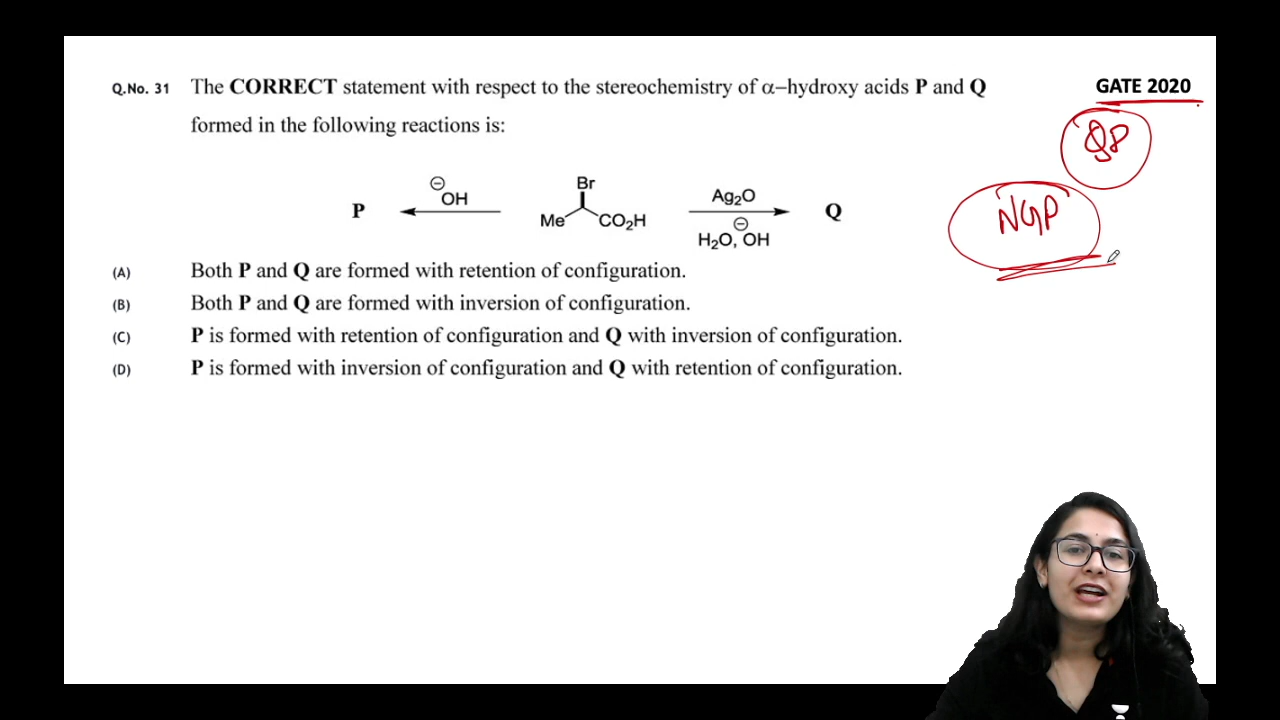 Q.No. 31 The CORRECT statement with respect to the stereochemistry of α–hydroxy acids P and Q
GATE 2020
formed in the following reactions is:
Q8
NGP
P
⊖
OH
Br
Me
CO₂H
Ag₂O
⊖
H₂O, OH
Q
(A) Both P and Q are formed with retention of configuration.
(B) Both P and Q are formed with inversion of configuration.
(C) P is formed with retention of configuration and Q with inversion of configuration.
(D) P is formed with inversion of configuration and Q with retention of configuration.